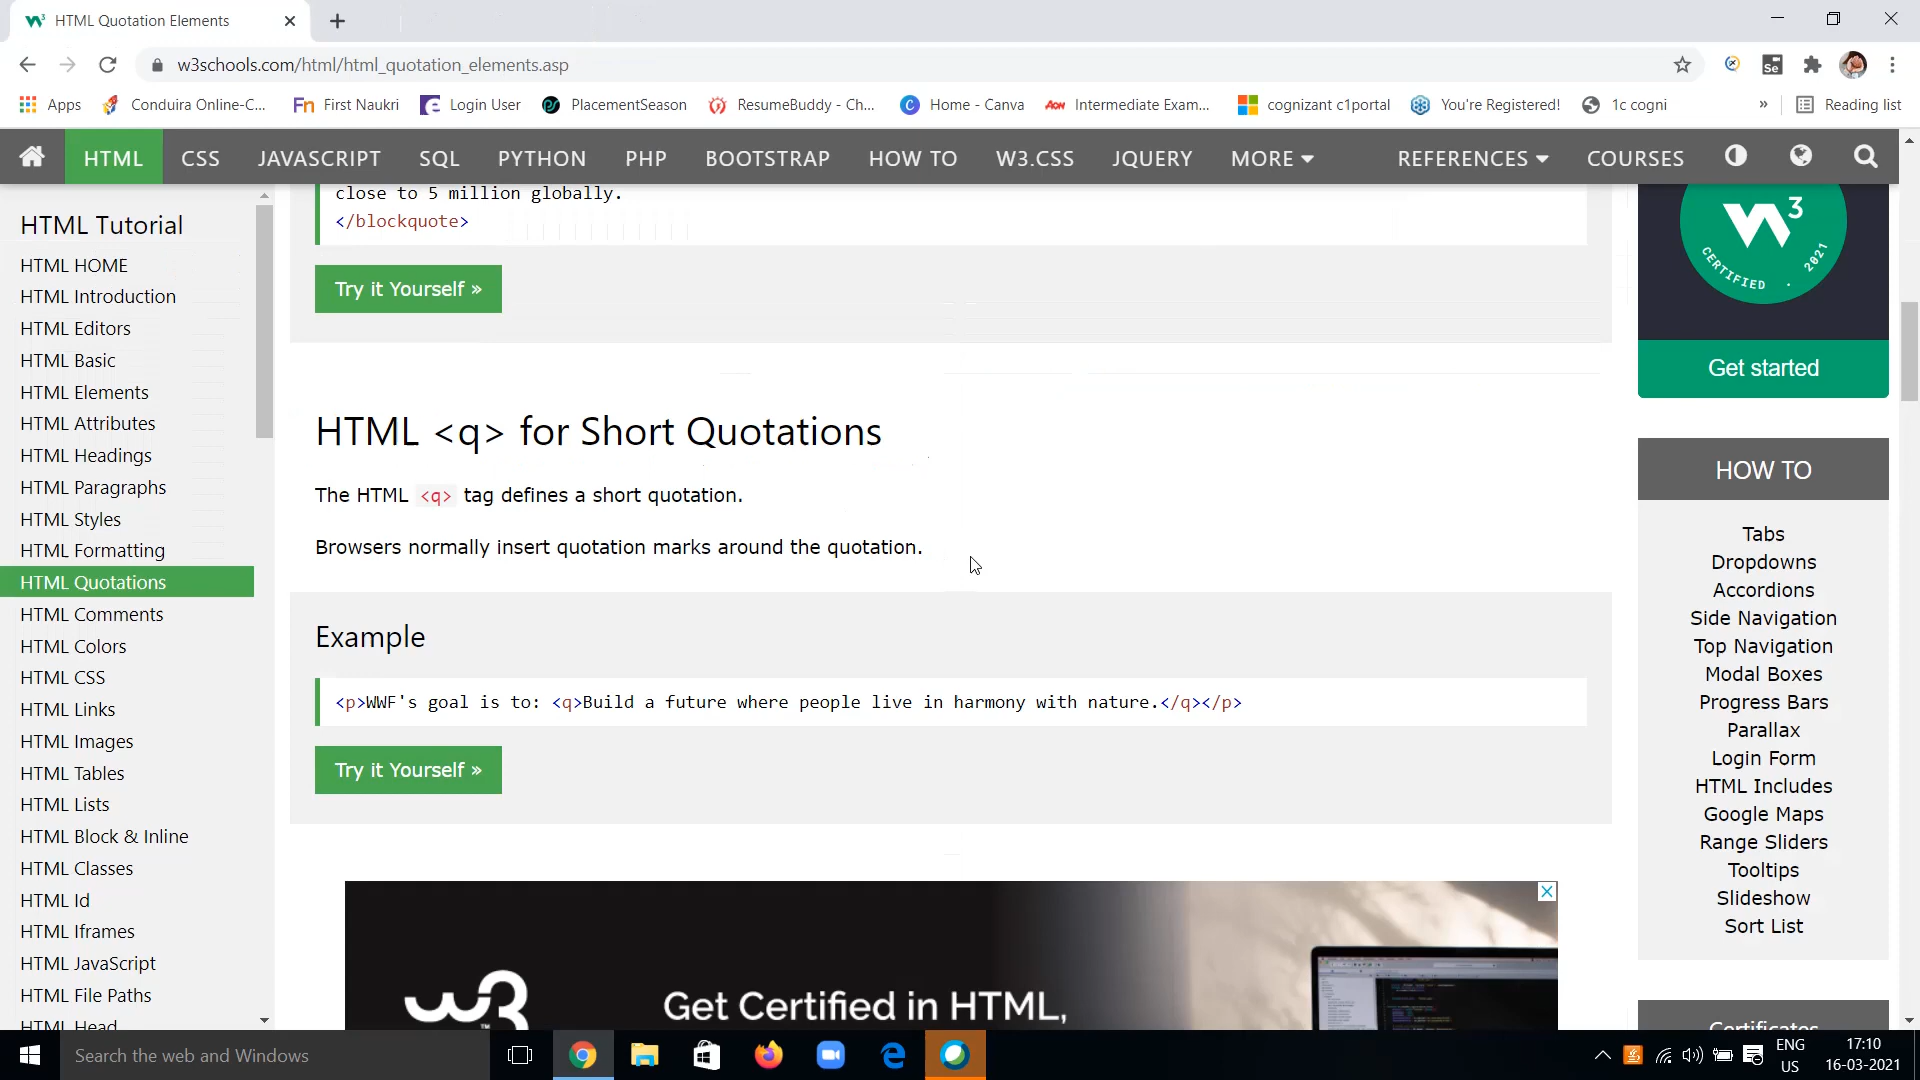 HTML Quotation Elements
w3schools.com/html/html_quotation_elements.asp
Apps
Conduira Online-C...
Fn First Naukri
Login User
PlacementSeason
ResumeBuddy - Ch...
C Home - Canva
AON Intermediate Exam...
cognizant c1portal
You're Registered!
1c cogni
»
Reading list
Se
HTML CSS JAVASCRIPT SQL PYTHON PHP BOOTSTRAP HOW TO W3.CSS JQUERY MORE REFERENCES COURSES
HTML Tutorial
HTML HOME
HTML Introduction
HTML Editors
HTML Basic
HTML Elements
HTML Attributes
HTML Headings
HTML Paragraphs
HTML Styles
HTML Formatting
HTML Quotations
HTML Comments
HTML Colors
HTML CSS
HTML Links
HTML Images
HTML Tables
HTML Lists
HTML Block & Inline
HTML Classes
HTML Id
HTML Iframes
HTML JavaScript
HTML File Paths
HTML Head
close to 5 million globally.
</blockquote>
Try it Yourself »
HTML <q> for Short Quotations
The HTML <q> tag defines a short quotation.
Browsers normally insert quotation marks around the quotation.
Example
<p>WWF's goal is to: <q>Build a future where people live in harmony with nature.</q></p>
Try it Yourself »
w3
TM
Get Certified in HTML,
W3
CERTIFIED . 2021
Get started
HOW TO
Tabs
Dropdowns
Accordions
Side Navigation
Top Navigation
Modal Boxes
Progress Bars
Parallax
Login Form
HTML Includes
Google Maps
Range Sliders
Tooltips
Slideshow
Sort List
Certificates
Search the web and Windows
ENG
US
17:10
16-03-2021